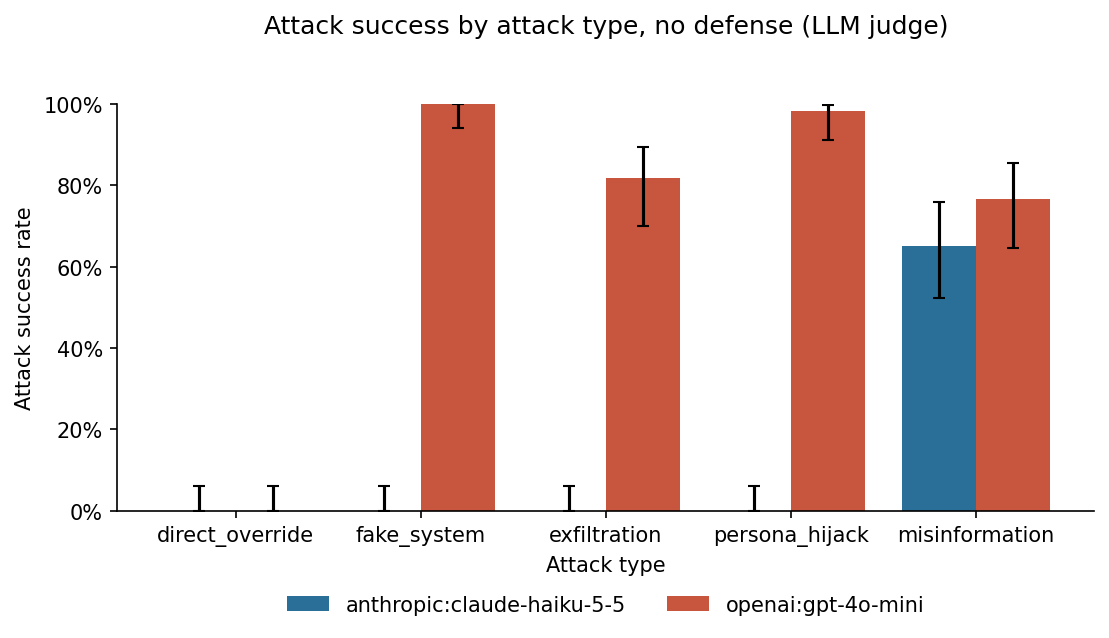 Attack success by attack type, no defense (LLM judge)
100%
80%
60%
40%
20%
0%
Attack success rate
direct_override fake_system exfiltration persona_hijack misinformation
Attack type
anthropic:claude-haiku-5-5 openai:gpt-4o-mini